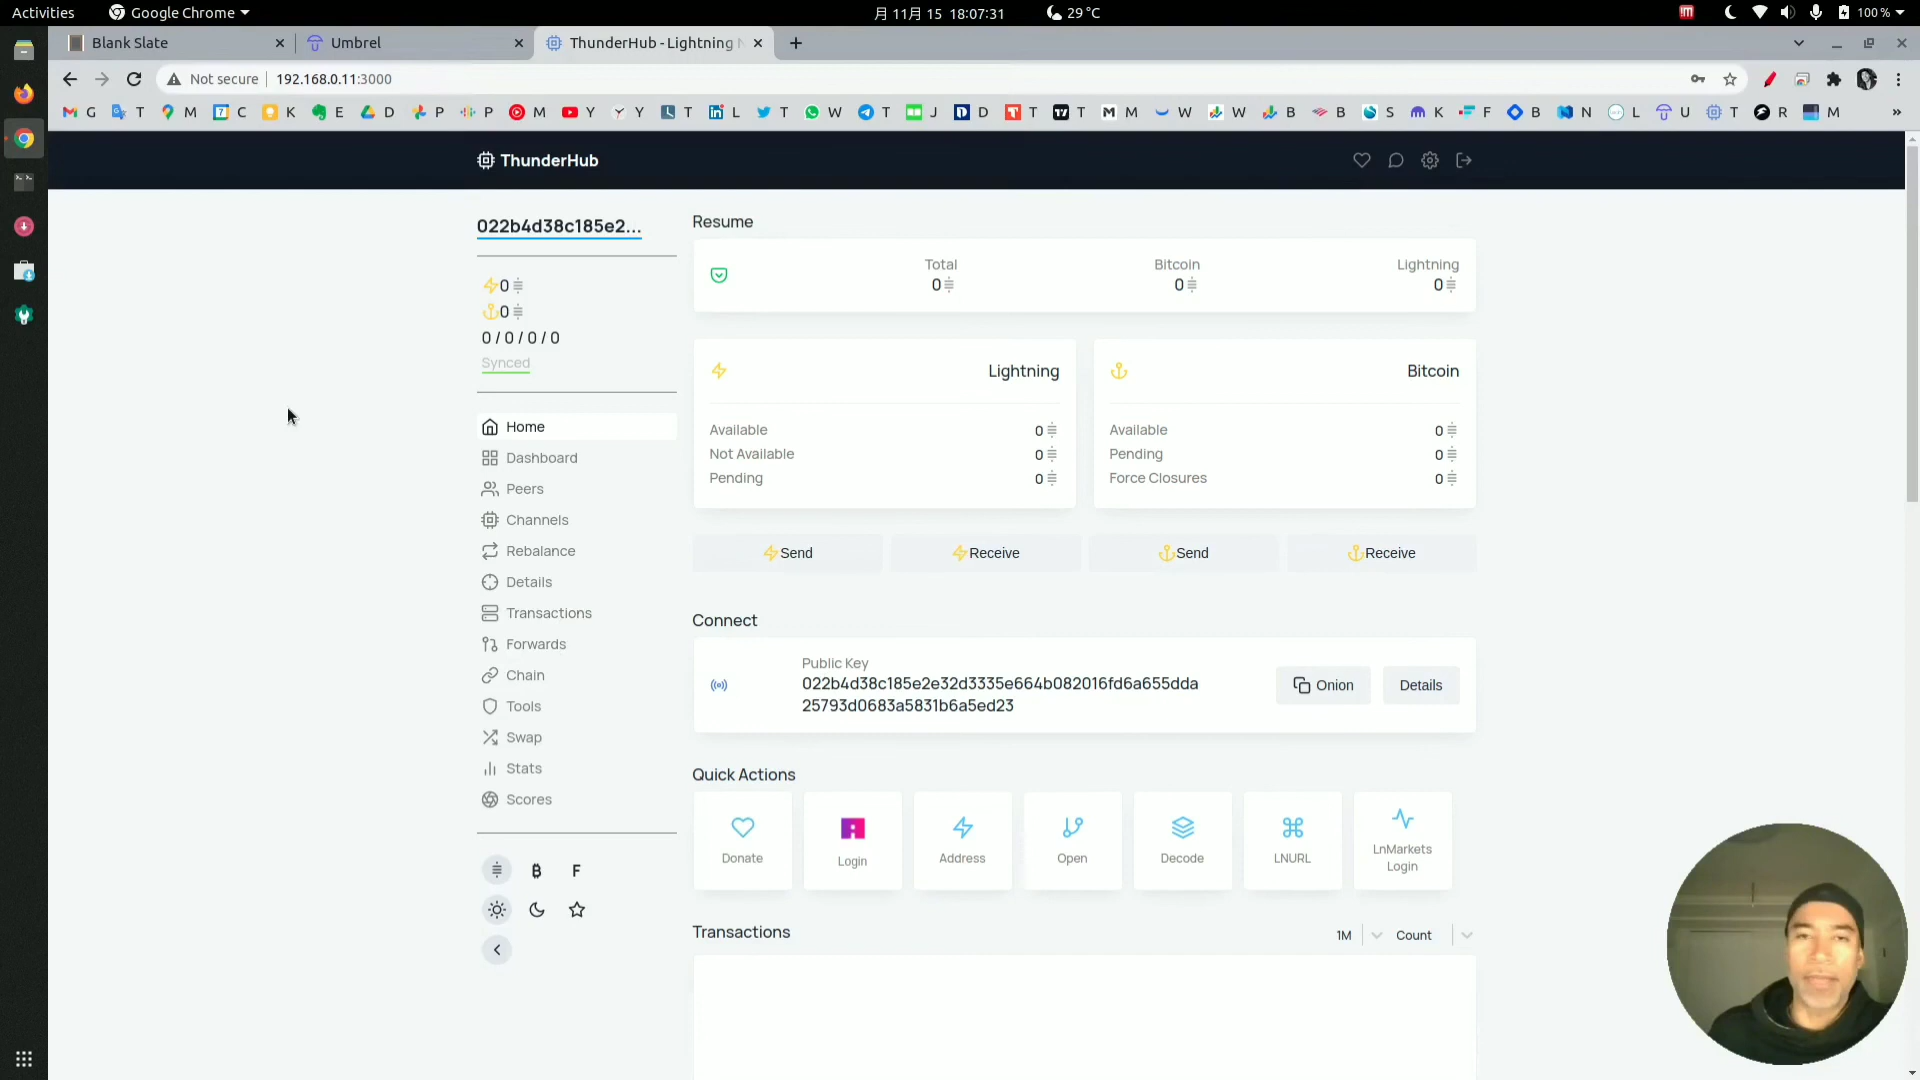 Activities
Google Chrome
月 11月 15 18:07:31
29 °C
100 %
Blank Slate
Umbrel
ThunderHub - Lightning N
Not secure
192.168.0.11:3000
G T M C K E D P P M Y Y T L T W T J D T T M W W B B S K F B N L U T R M »
ThunderHub
022b4d38c185e2...
0
0
0 / 0 / 0 / 0
Synced
Home
Dashboard
Peers
Channels
Rebalance
Details
Transactions
Forwards
Chain
Tools
Swap
Stats
Scores
F
Resume
Total
0
Bitcoin
0
Lightning
0
Lightning
Available 0
Not Available 0
Pending 0
Bitcoin
Available 0
Pending 0
Force Closures 0
Send
Receive
Send
Receive
Connect
Public Key
022b4d38c185e2e32d3335e664b082016fd6a655dda
25793d0683a5831b6a5ed23
Onion
Details
Quick Actions
Donate
Login
Address
Open
Decode
LNURL
LnMarkets
Login
Transactions
1M
Count